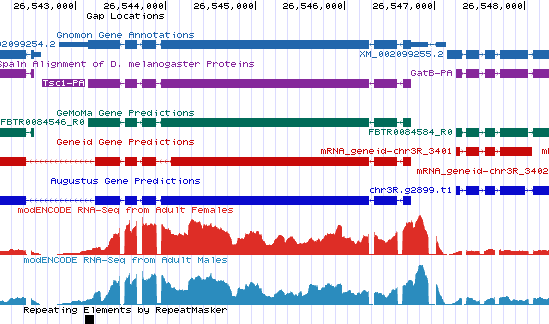 26,543,000 26,544,000 26,545,000 26,546,000 26,547,000 26,548,000
Gap Locations
Gnomon Gene Annotations
002099254.2
XM_002099255.2
Spaln Alignment of D. melanogaster Proteins
GatB-PA
Tsc1-PA
GeMoMa Gene Predictions
FBTR0084546_R0
FBTR0084584_R0
Geneid Gene Predictions
mRNA_geneid-chr3R_3401
mRNA_geneid-chr3R_3402
Augustus Gene Predictions
chr3R.g2899.t1
modENCODE RNA-Seq from Adult Females
modENCODE RNA-Seq from Adult Males
Repeating Elements by RepeatMasker